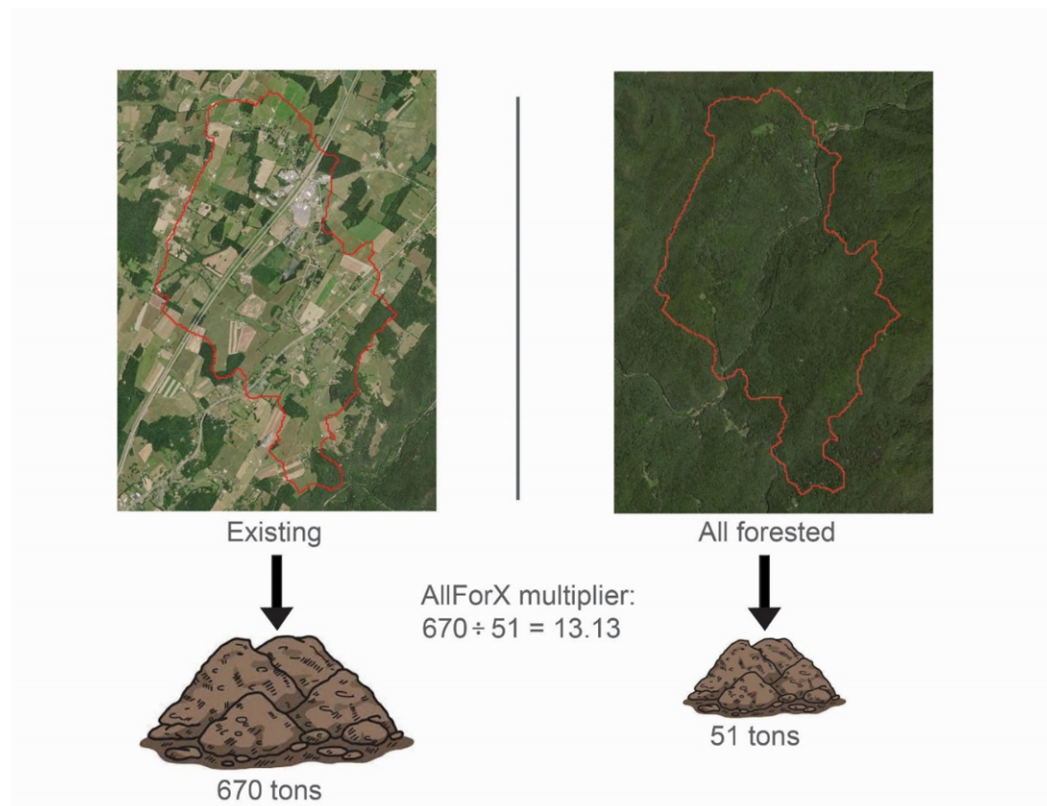 Existing
All forested
AllForX multiplier:
670 ÷ 51 = 13.13
670 tons
51 tons